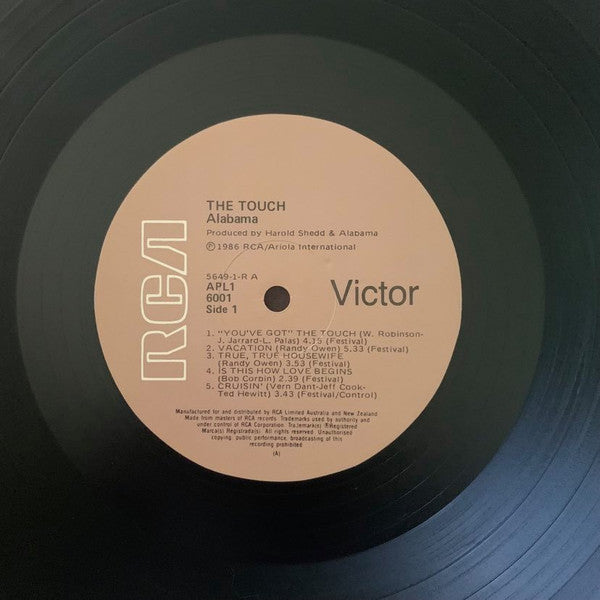 RCA
THE TOUCH
Alabama
Produced by Harold Shedd & Alabama
Ⓟ1986 RCA/Ariola International
5649-1-R A
APL1
6001
Side 1
Victor
1. "YOU'VE GOT" THE TOUCH (W. Robinson-
J. Jarrard-L. Palas) 4.15 (Festival)
2. VACATION (Randy Owen) 5.33 (Festival)
3. TRUE, TRUE HOUSEWIFE
(Randy Owen) 3.53 (Festival)
4. IS THIS HOW LOVE BEGINS
(Bob Corbin) 2.39 (Festival)
5. CRUISIN' (Vern Dant-Jeff Cook-
Ted Hewitt) 3.43 (Festival/Control)
Manufactured for and distributed by RCA Limited Australia and New Zealand
Made from masters of RCA records. Trademarks used by authority and
under control of RCA Corporation. Trademark(s) ®Registered
Marca(s) Registrada(s). All rights reserved. Unauthorised
copying, public performance, broadcasting of this
recording prohibited
(A)